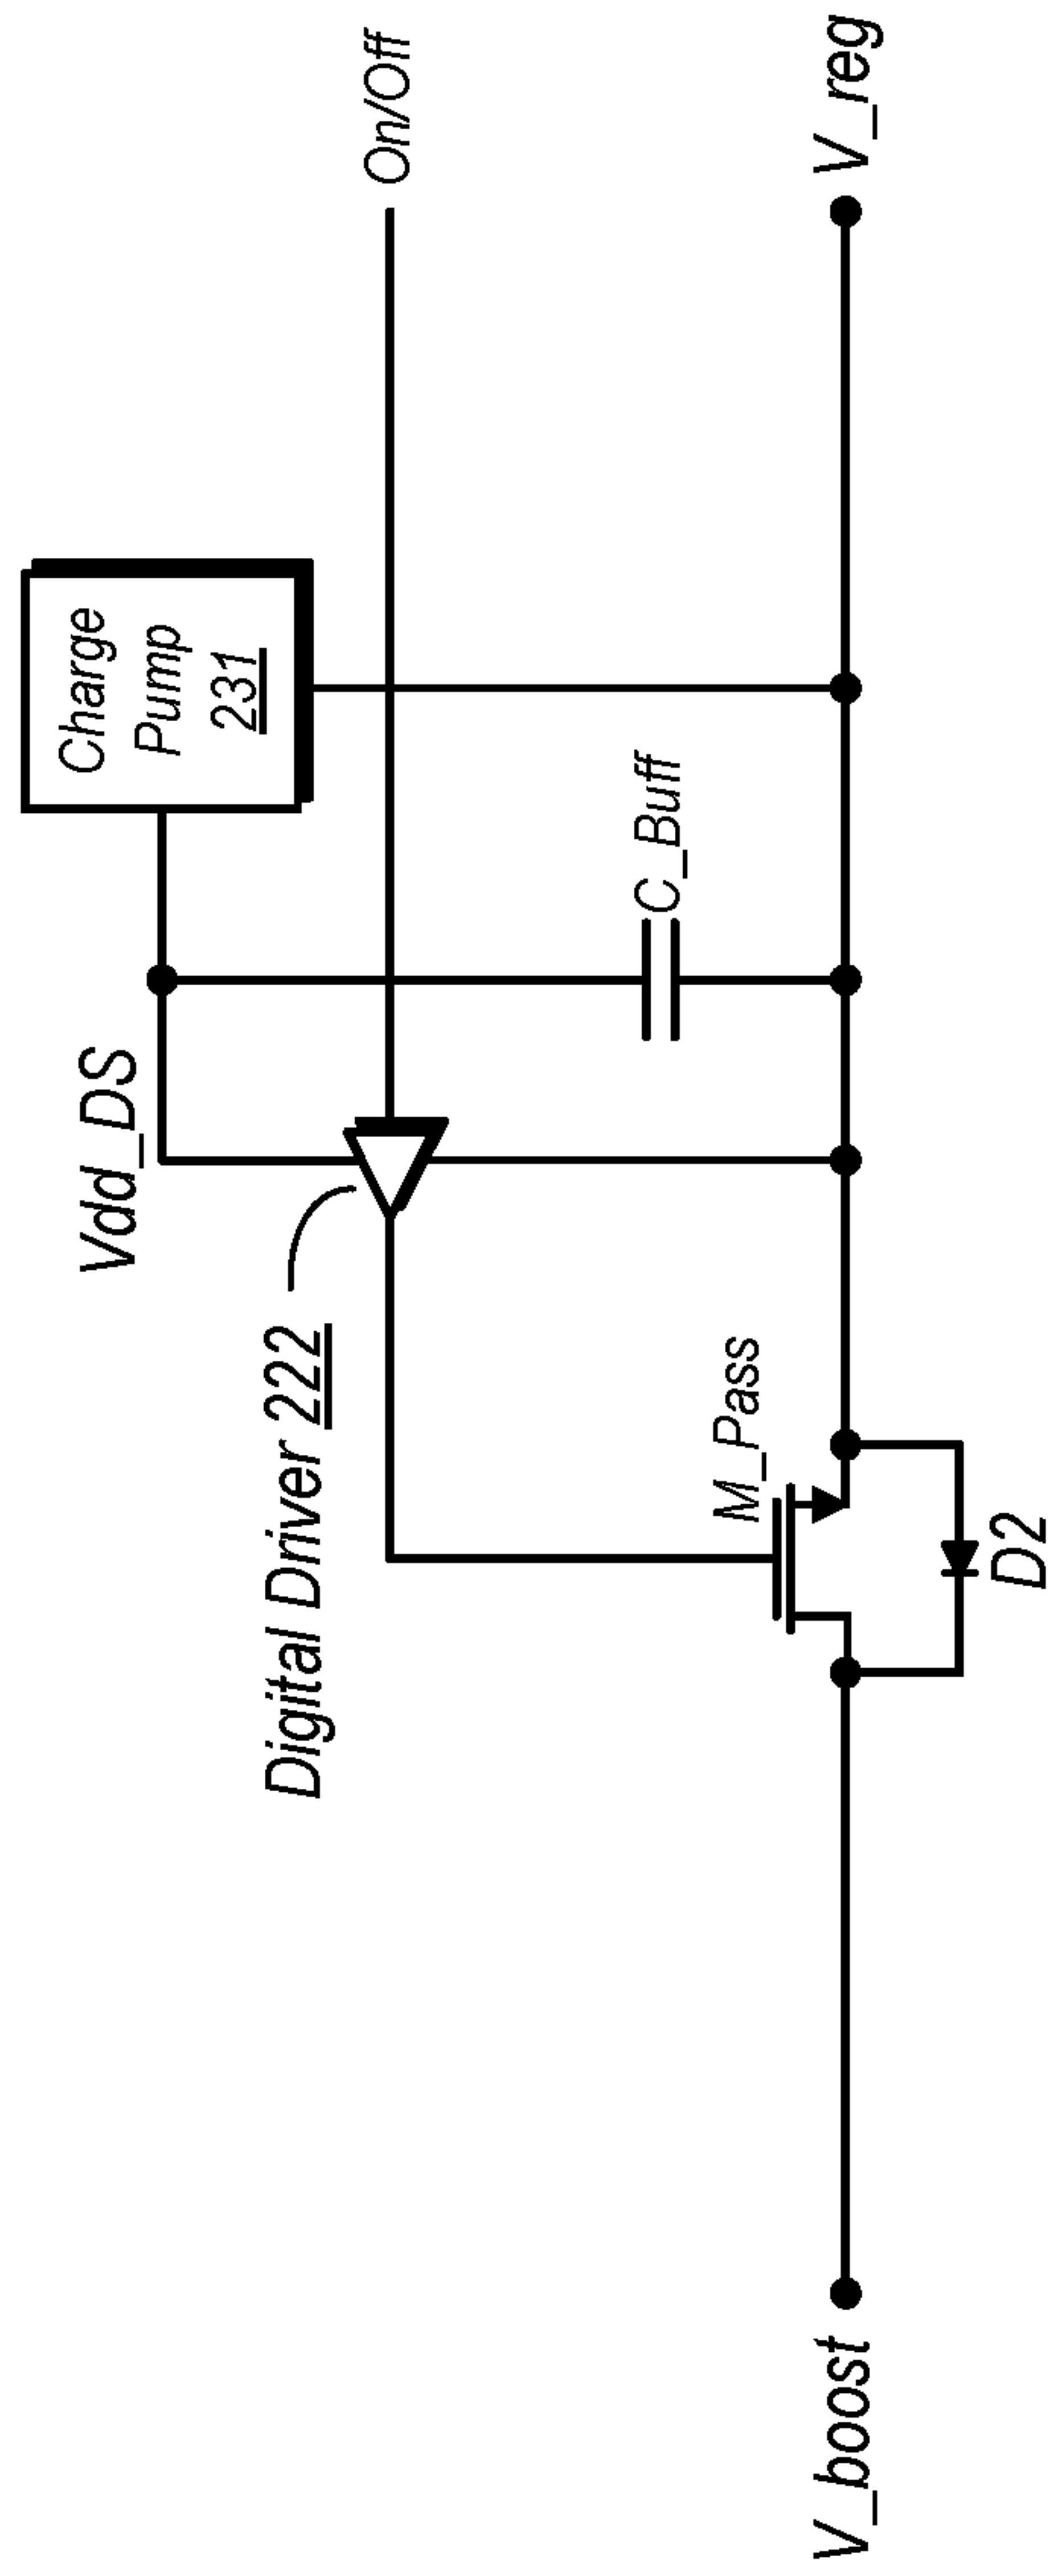 Vdd_DS
Charge
Pump
231
Digital Driver 222
On/Off
C_Buff
M_Pass
V_boost
V_reg
D2